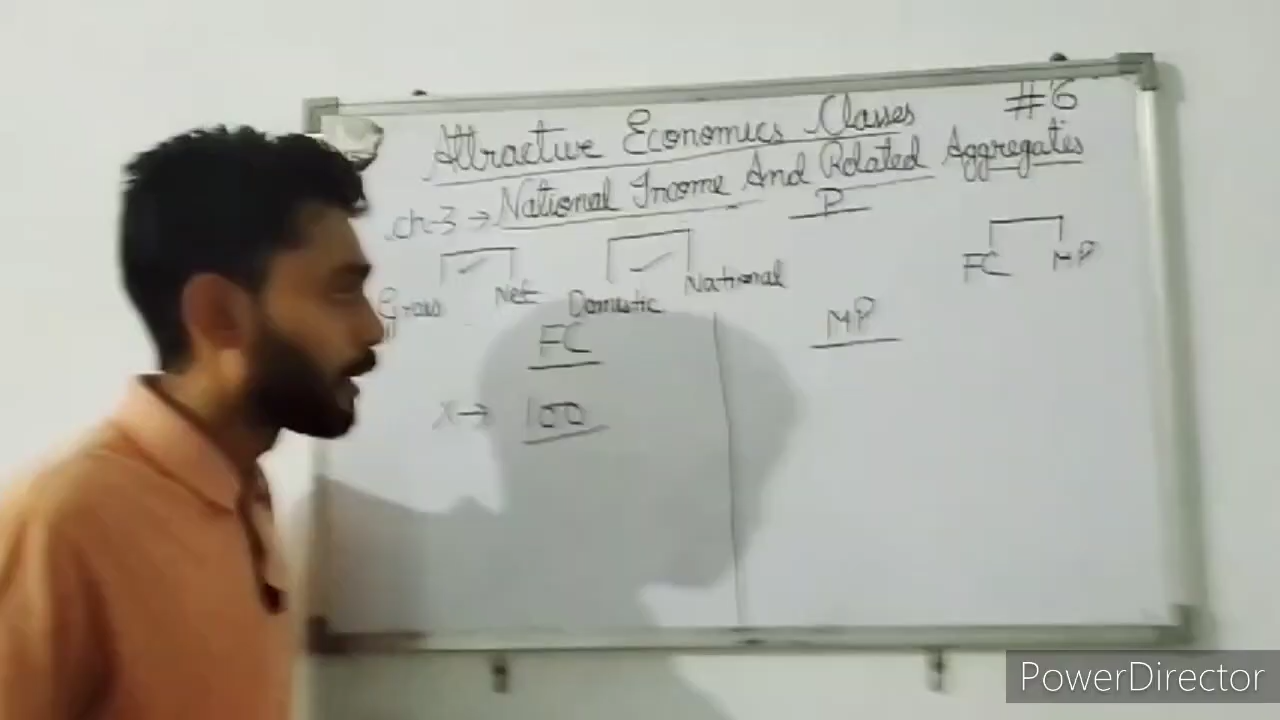 Attractive Economics Classes #6
ch-3 → National Income And Related Aggregates
P
Gross Net Domestic National FC MP
FC MP
X→ 100
PowerDirector